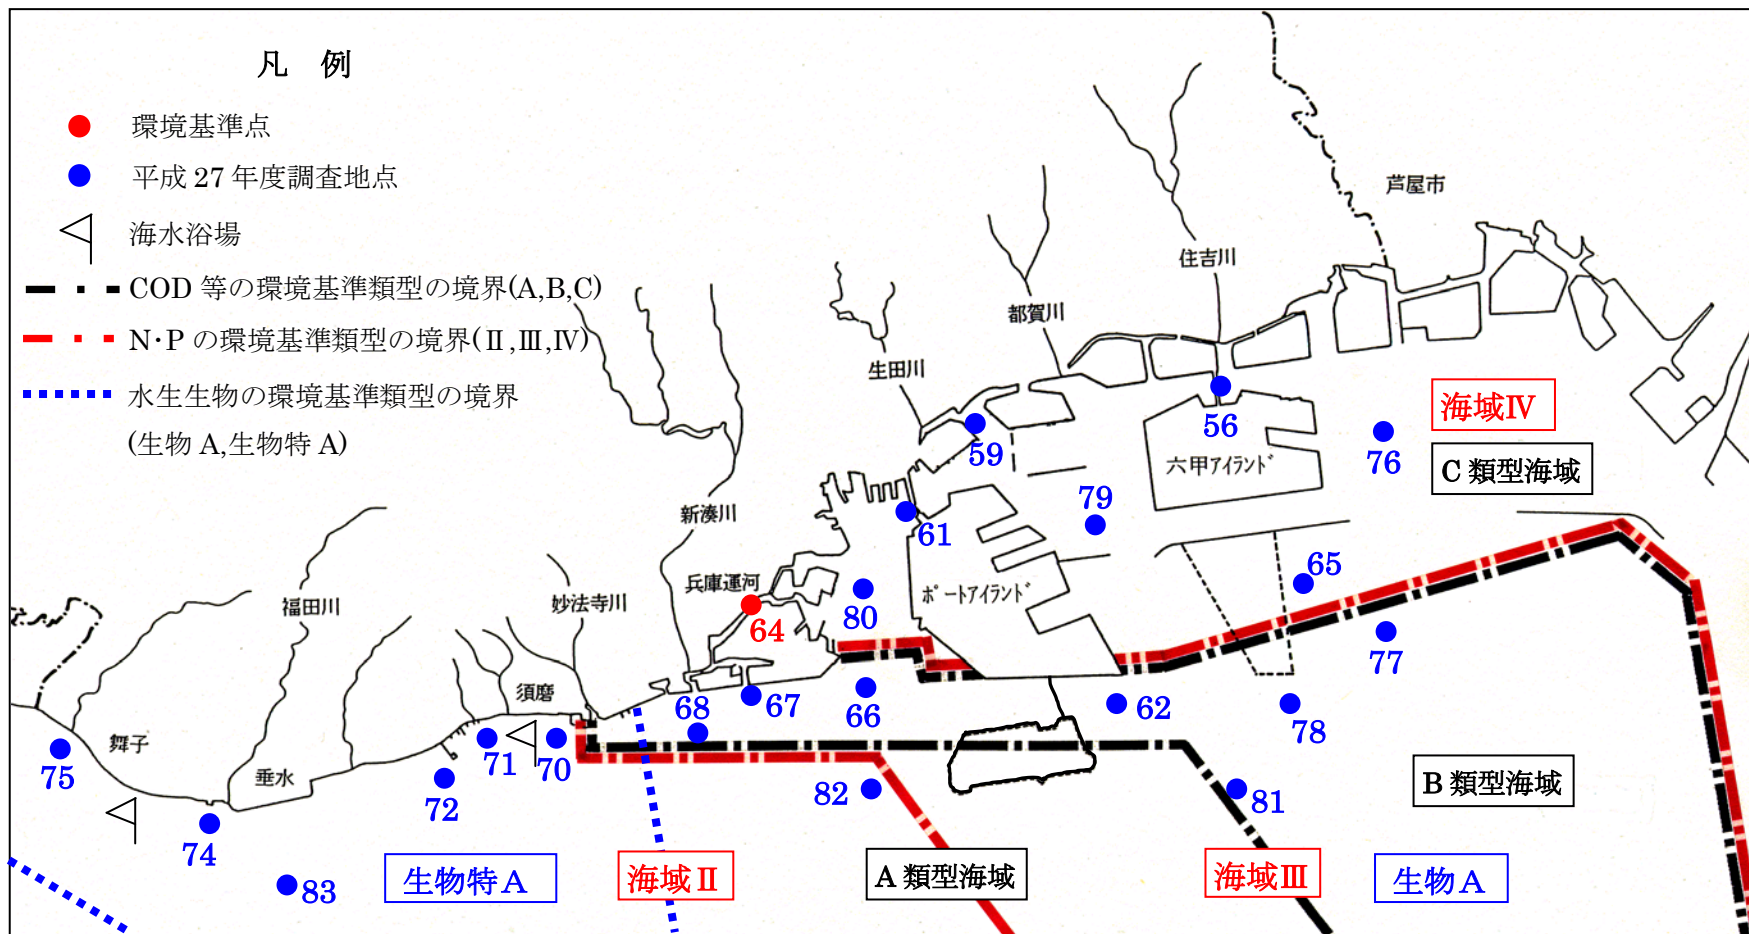 凡 例
環境基準点
平成 27 年度調査地点
海水浴場
COD 等の環境基準類型の境界(A,B,C)
N・P の環境基準類型の境界(Ⅱ,Ⅲ,Ⅳ)
水生生物の環境基準類型の境界
(生物 A,生物特 A)
芦屋市
住吉川
都賀川
生田川
新湊川
兵庫運河
妙法寺川
福田川
須磨
舞子
垂水
六甲アイランド
ポートアイランド
海域Ⅳ
C 類型海域
B 類型海域
A 類型海域
海域Ⅱ
海域Ⅲ
生物特 A
生物 A
56
59
76
79
61
65
80
64
77
68
67
66
62
78
75
71
70
72
82
81
74
83